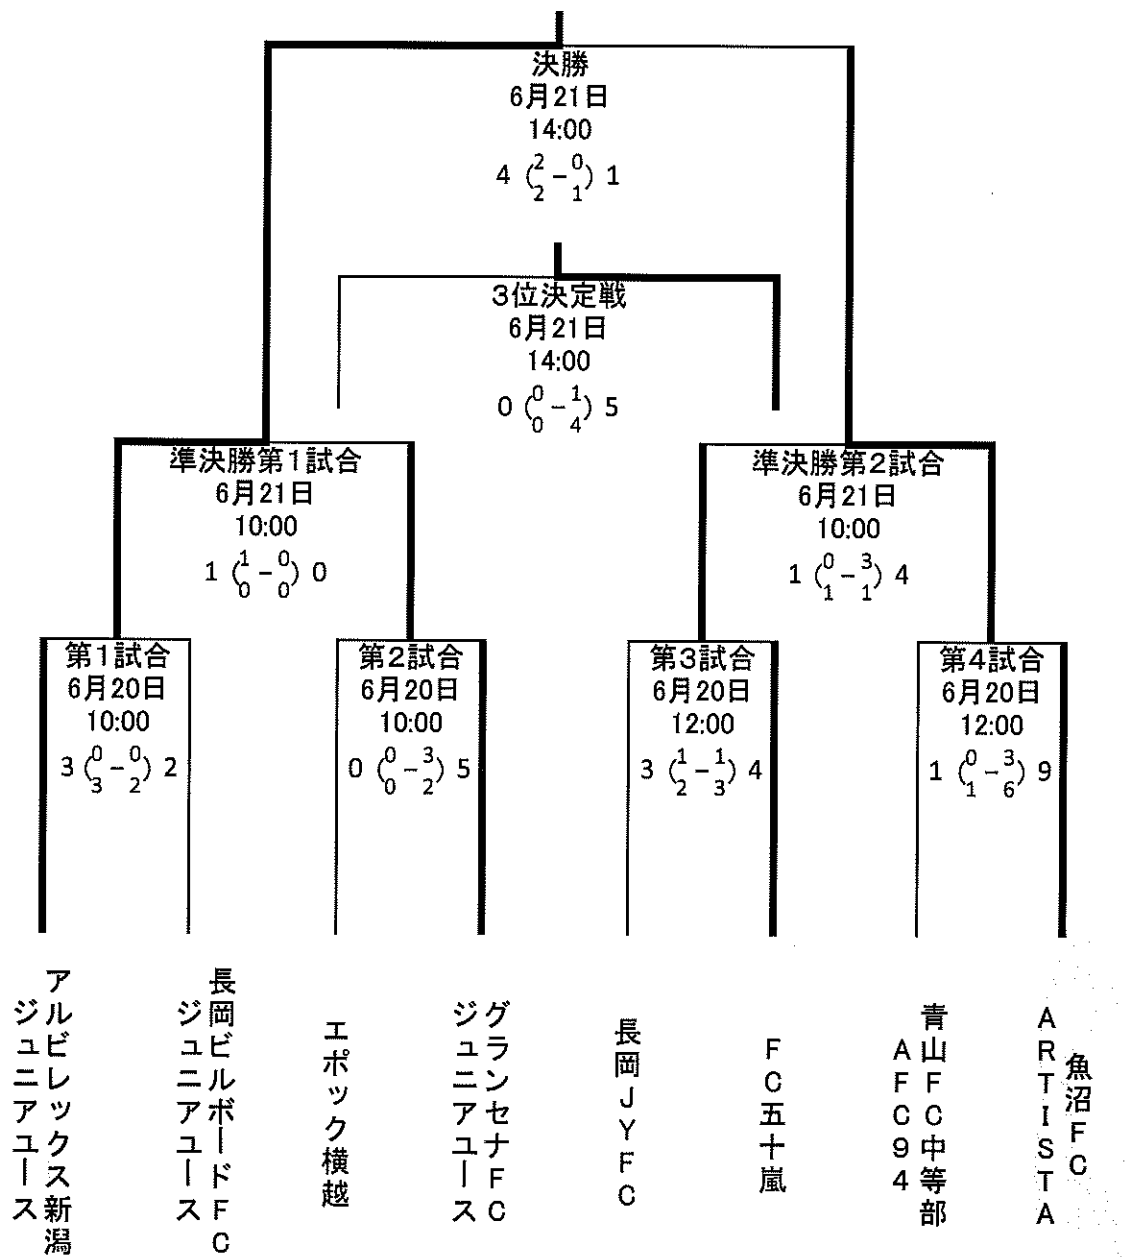 決勝
6月21日
14:00
4 (2-0 2 1) 1
3位決定戦
6月21日
14:00
0 (0-1 0 4) 5
準決勝第1試合
6月21日
10:00
1 (1-0 0 0) 0
準決勝第2試合
6月21日
10:00
1 (0-3 1 1) 4
第1試合
6月20日
10:00
3 (0-0 3 2) 2
第2試合
6月20日
10:00
0 (0-3 0 2) 5
第3試合
6月20日
12:00
3 (1-1 2 3) 4
第4試合
6月20日
12:00
1 (0-3 1 6) 9
アルビレックス新潟
ジュニアユース
長岡ビルボードFC
ジュニアユース
エポック横越
グランセナFC
ジュニアユース
長岡JYFC
FC五十嵐
青山FC中等部
AFC94
魚沼FC
ARTISTA